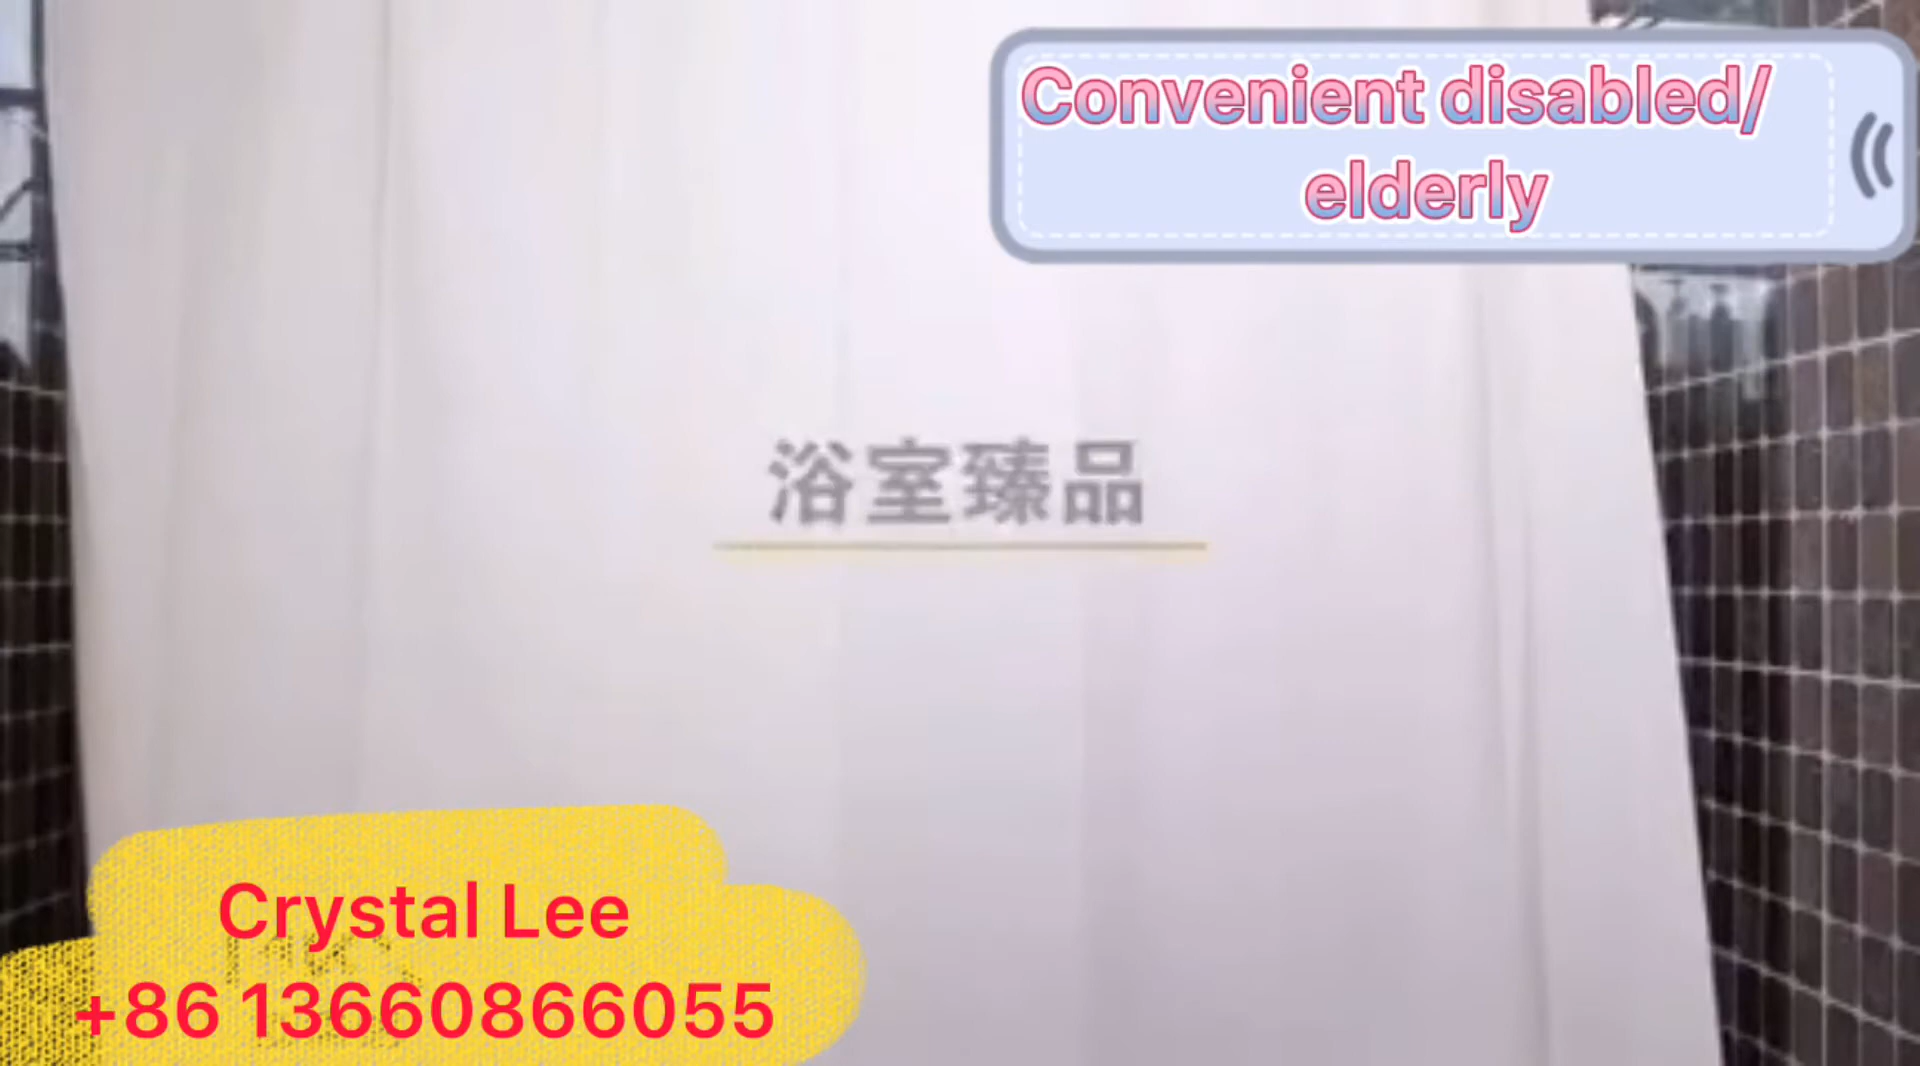 Convenient disabled/
elderly
浴室臻品
Crystal Lee
+86 13660866055